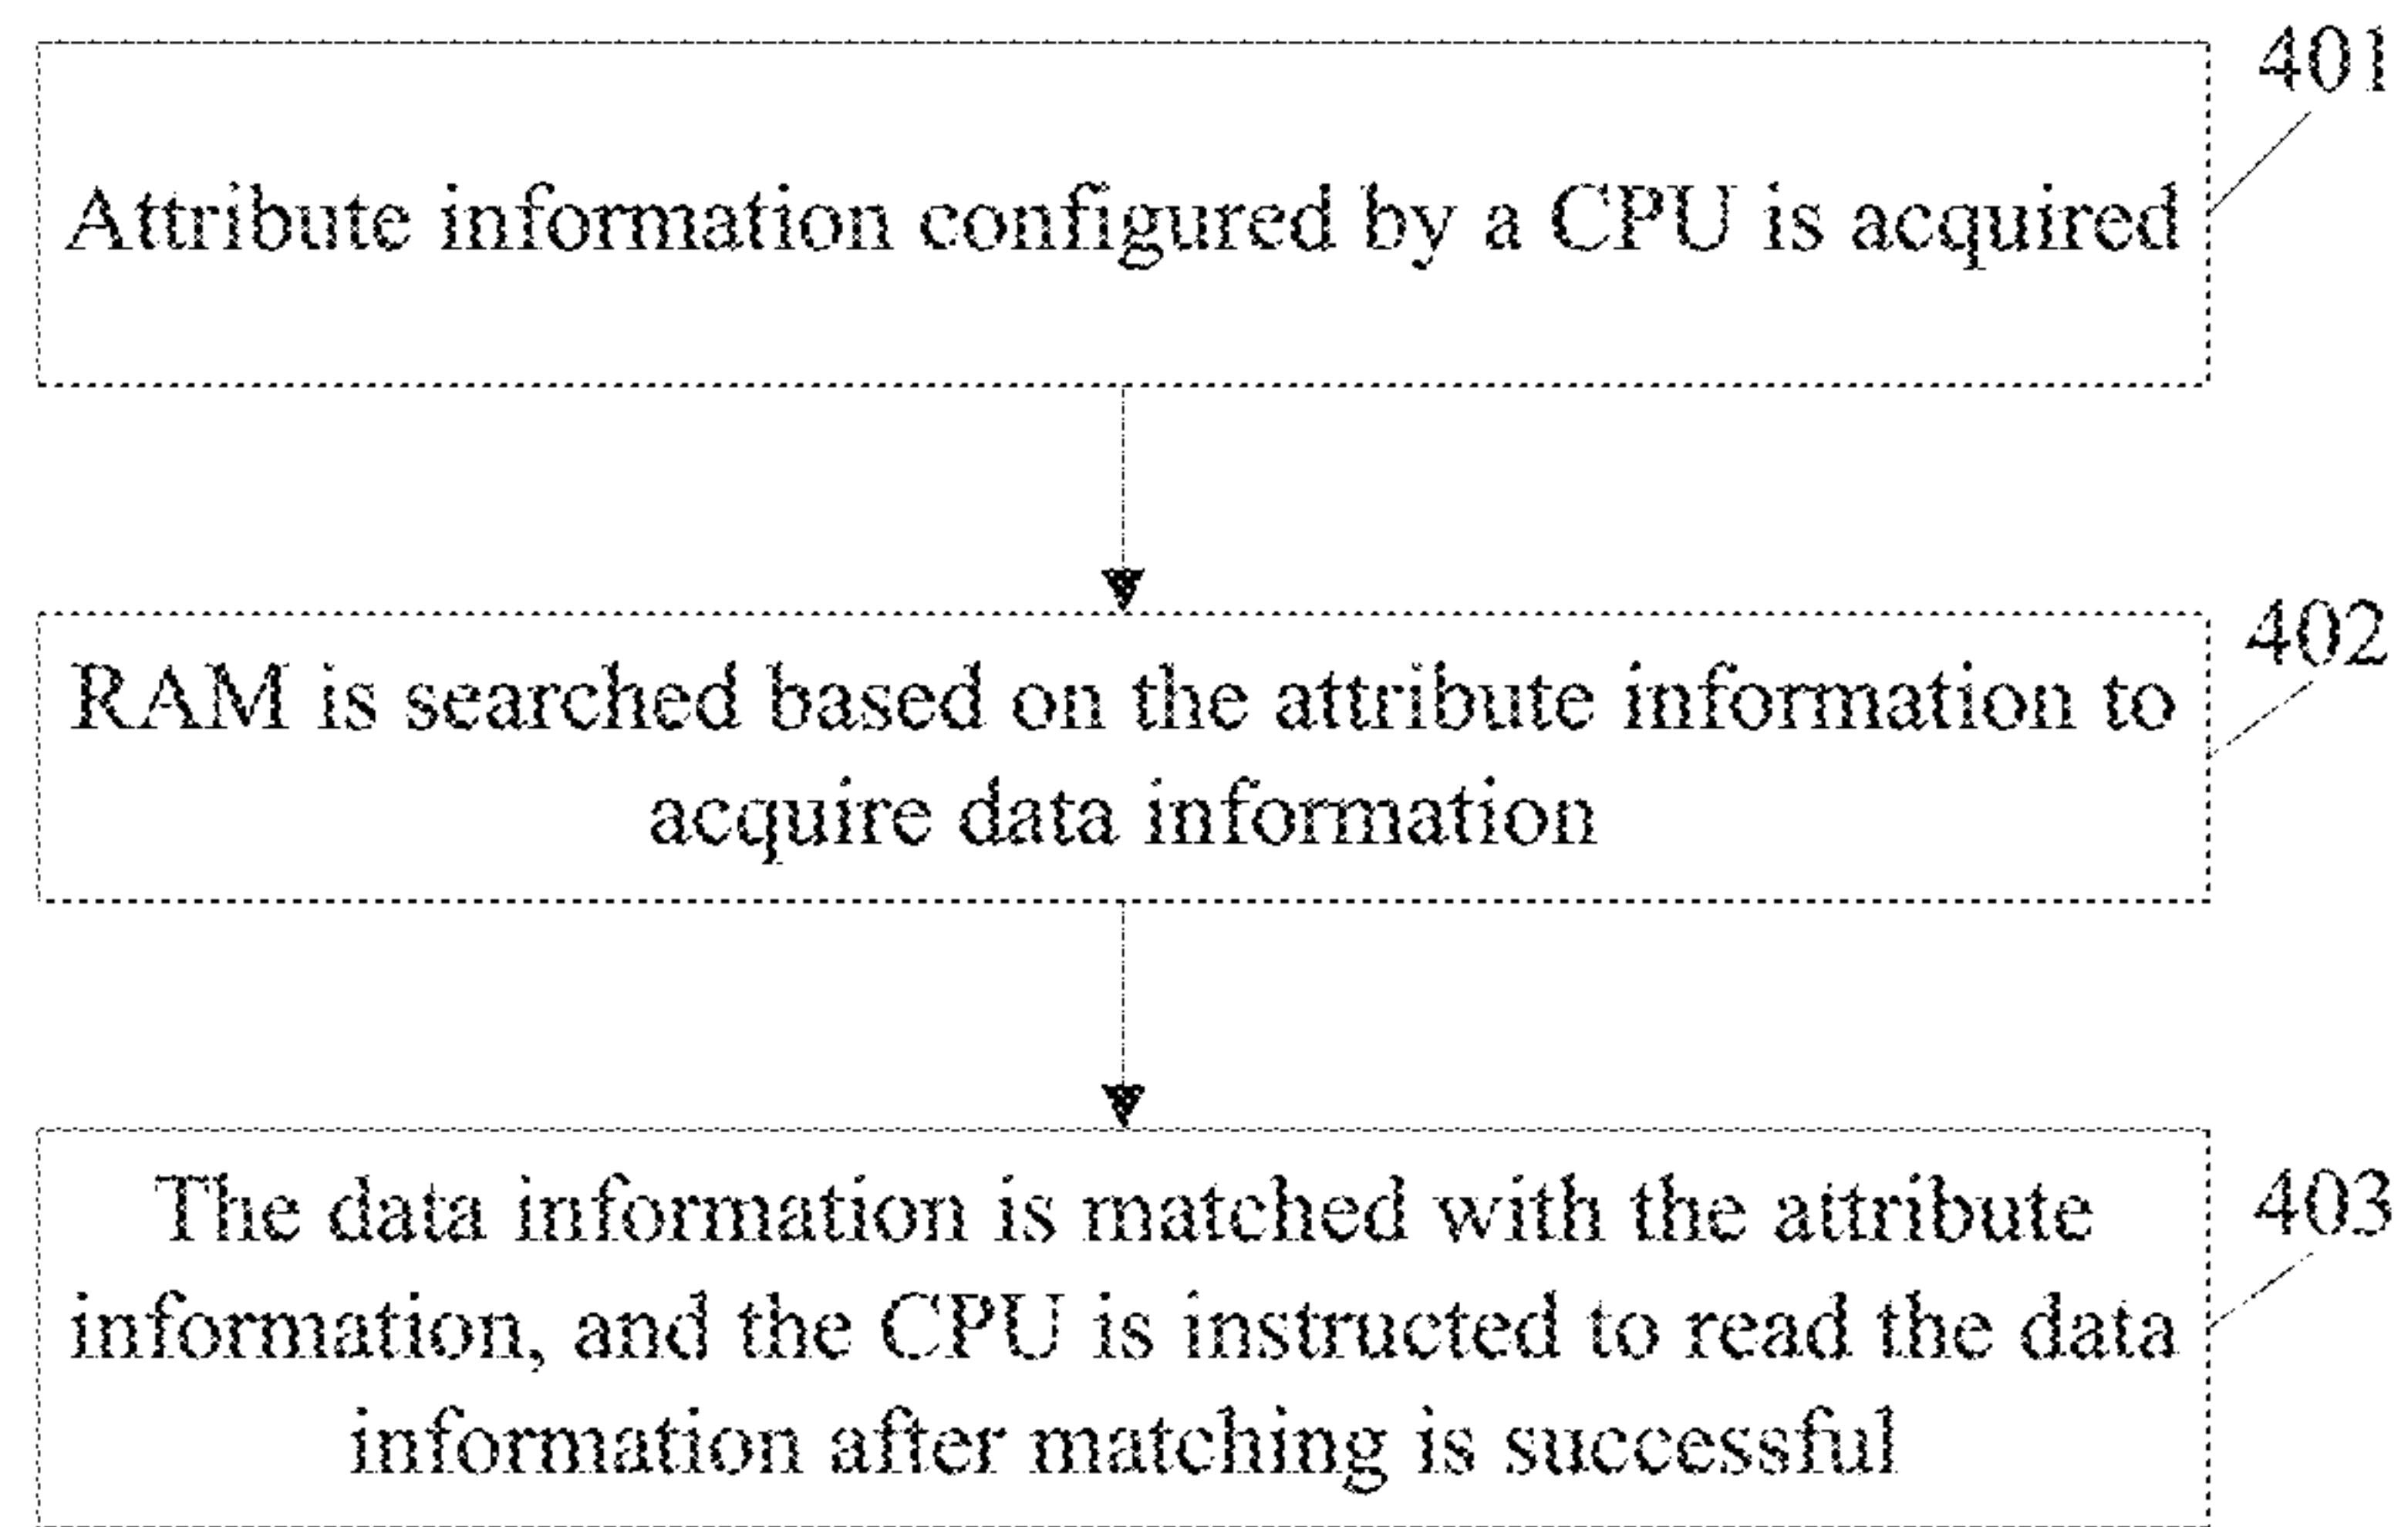 401
Attribute information configured by a CPU is acquired
402
RAM is searched based on the attribute information to
acquire data information
403
The data information is matched with the attribute
information, and the CPU is instructed to read the data
information after matching is successful